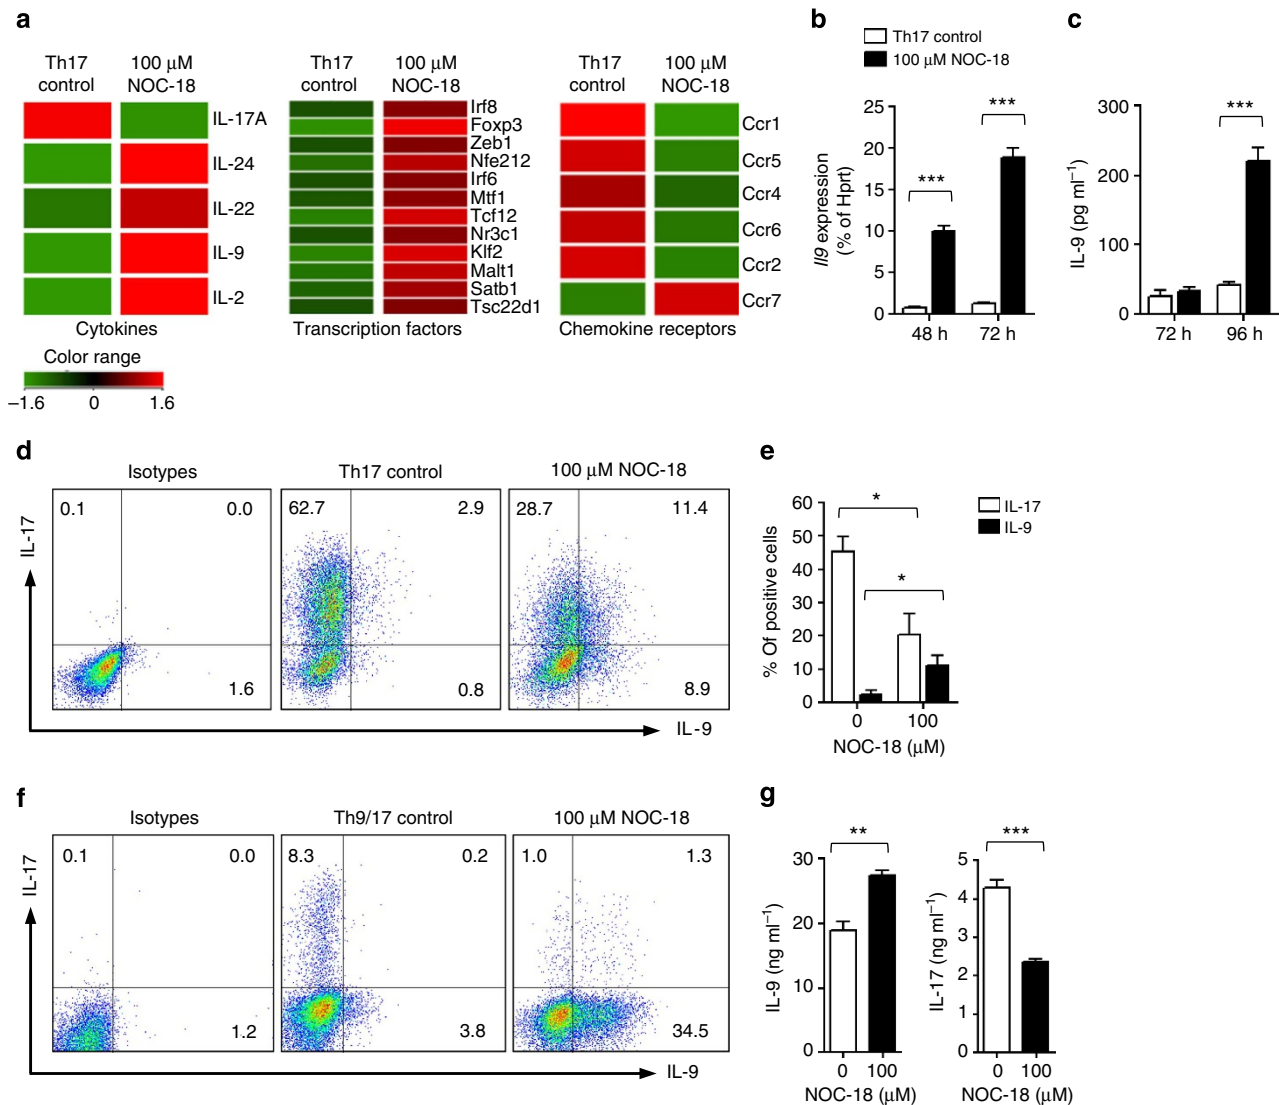 a
Th17 control
100 μM NOC-18
IL-17A
IL-24
IL-22
IL-9
IL-2
Cytokines
Color range
−1.6 0 1.6
Th17 control
100 μM NOC-18
Irf8
Foxp3
Zeb1
Nfe212
Irf6
Mtf1
Tcf12
Nr3c1
Klf2
Malt1
Satb1
Tsc22d1
Transcription factors
Th17 control
100 μM NOC-18
Ccr1
Ccr5
Ccr4
Ccr6
Ccr2
Ccr7
Chemokine receptors
b
Th17 control
100 μM NOC-18
Il9 expression
(% of Hprt)
25
20
15
10
5
0
***
***
48 h 72 h
c
IL-9 (pg ml−1)
300
200
100
0
***
72 h 96 h
d
Isotypes
Th17 control
100 μM NOC-18
IL-17
0.1 0.0
1.6
62.7 2.9
0.8
28.7 11.4
8.9
IL-9
e
IL-17
IL-9
% Of positive cells
60
50
40
30
20
10
0
*
*
0 100
NOC-18 (μM)
f
Isotypes
Th9/17 control
100 μM NOC-18
IL-17
0.1 0.0
1.2
8.3 0.2
3.8
1.0 1.3
34.5
IL-9
g
IL-9 (ng ml−1)
30
20
10
0
**
0 100
NOC-18 (μM)
IL-17 (ng ml−1)
5
4
3
2
1
0
***
0 100
NOC-18 (μM)